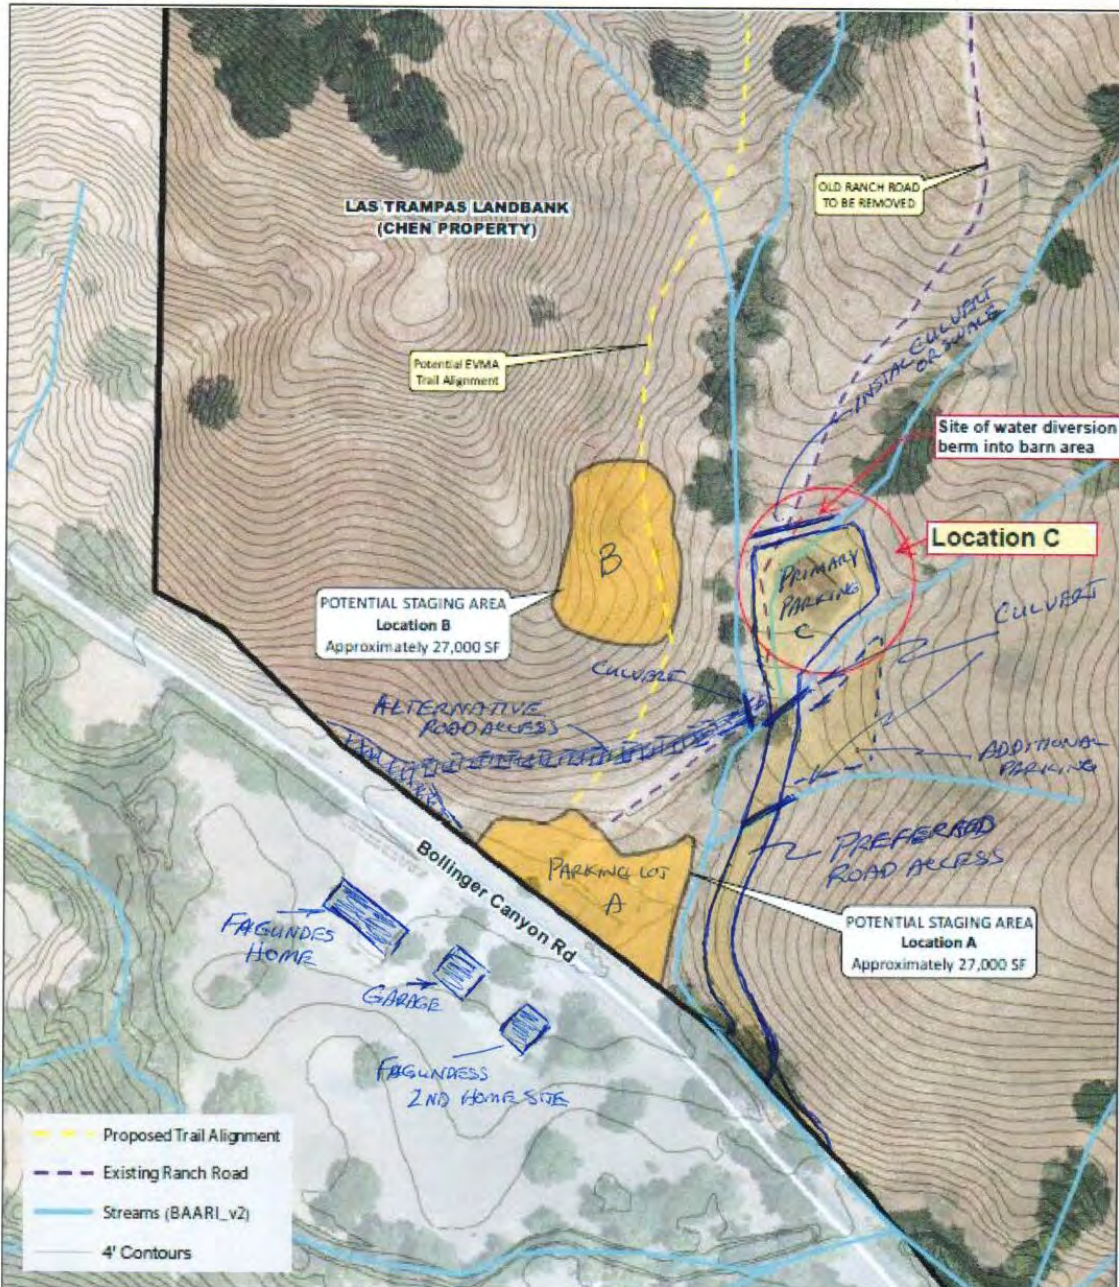 LAS TRAMPAS LANDBANK
(CHEN PROPERTY)
OLD RANCH ROAD
TO BE REMOVED
INSTAL CULVERT
OR SWALE
Potential EVMA
Trail Alignment
Site of water diversion
berm into barn area
Location C
B
PRIMARY
PARKING
C
POTENTIAL STAGING AREA
Location B
Approximately 27,000 SF
CULVERT
CULVERT
ALTERNATIVE
ROAD ACCESS
ADDITIONAL
PARKING
PREFERRED
ROAD ACCESS
Bollinger Canyon Rd
PARKING LOT
A
POTENTIAL STAGING AREA
Location A
Approximately 27,000 SF
FAGUNDES
HOME
GARAGE
FAGUNDESS
2ND HOME SITE
Proposed Trail Alignment
Existing Ranch Road
Streams (BAARI_v2)
4' Contours